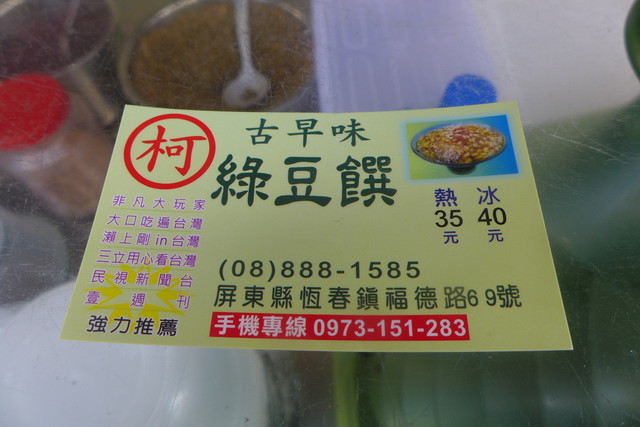 柯
古早味
綠豆饌
熱 冰
35 40
元 元
非凡大玩家
大口吃遍台灣
瀨上剛in台灣
三立用心看台灣
民視新聞台
壹週刊
強力推薦
(08)888-1585
屏東縣恆春鎮福德路69號
手機專線 0973-151-283